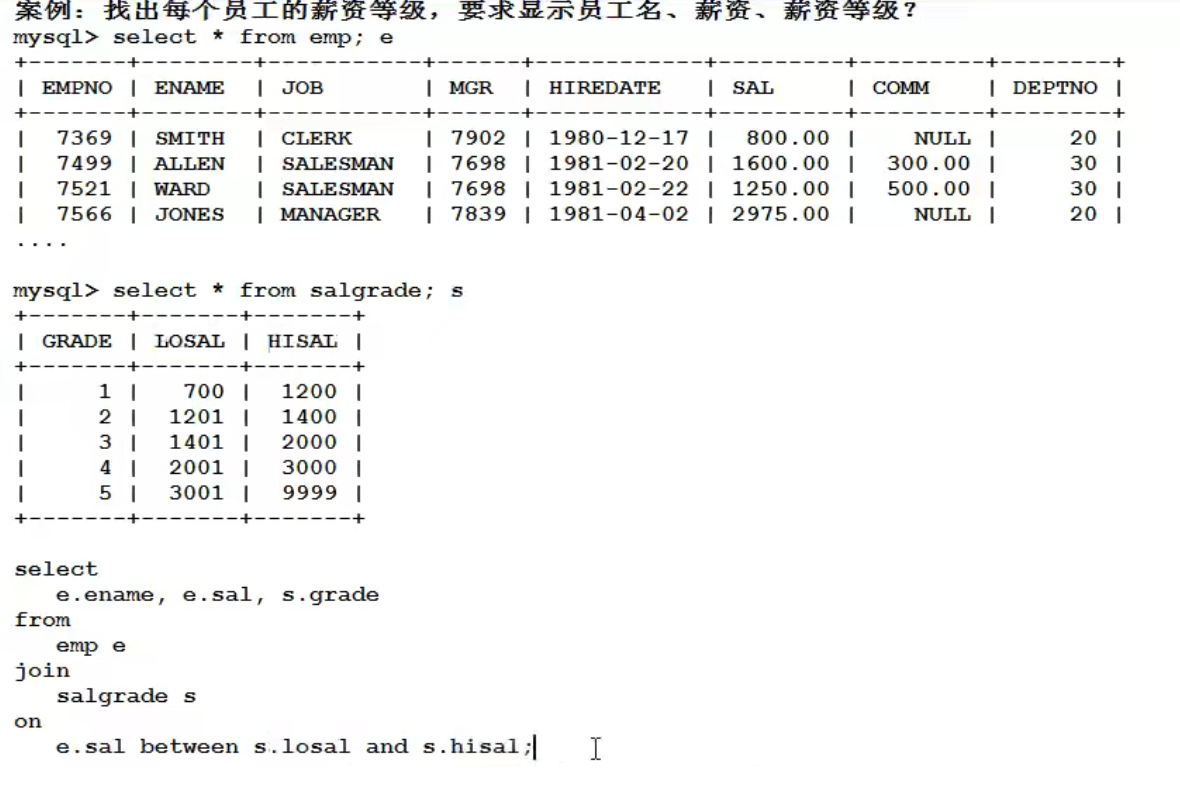 案例：找出每个员工的薪资等级，要求显示员工名、薪资、薪资等级？
mysql> select * from emp; e
+-------+--------+-----------+------+------------+---------+---------+--------+
| EMPNO | ENAME  | JOB       | MGR  | HIREDATE   | SAL     | COMM    | DEPTNO |
+-------+--------+-----------+------+------------+---------+---------+--------+
|  7369 | SMITH  | CLERK     | 7902 | 1980-12-17 |  800.00 |    NULL |     20 |
|  7499 | ALLEN  | SALESMAN  | 7698 | 1981-02-20 | 1600.00 |  300.00 |     30 |
|  7521 | WARD   | SALESMAN  | 7698 | 1981-02-22 | 1250.00 |  500.00 |     30 |
|  7566 | JONES  | MANAGER   | 7839 | 1981-04-02 | 2975.00 |    NULL |     20 |
....
mysql> select * from salgrade; s
+-------+-------+-------+
| GRADE | LOSAL | HISAL |
+-------+-------+-------+
|     1 |   700 |  1200 |
|     2 |  1201 |  1400 |
|     3 |  1401 |  2000 |
|     4 |  2001 |  3000 |
|     5 |  3001 |  9999 |
+-------+-------+-------+
select
e.ename, e.sal, s.grade
from
emp e
join
salgrade s
on
e.sal between s.losal and s.hisal;